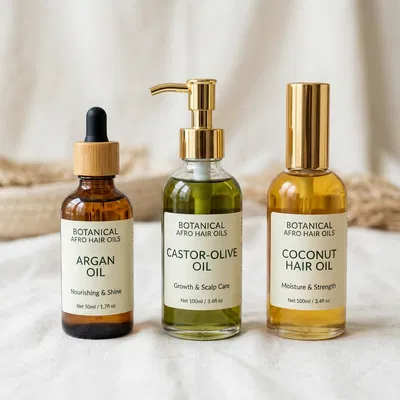 BOTANICAL
AFRO HAIR OILS
ARGAN
OIL
Nourishing & Shine
Net 50ml / 1.7fl oz
BOTANICAL
AFRO HAIR OILS
CASTOR-OLIVE
OIL
Growth & Scalp Care
Net 100ml / 3.4fl oz
BOTANICAL
AFRO HAIR OILS
COCONUT
HAIR OIL
Moisture & Strength
Net 100ml / 3.4fl oz